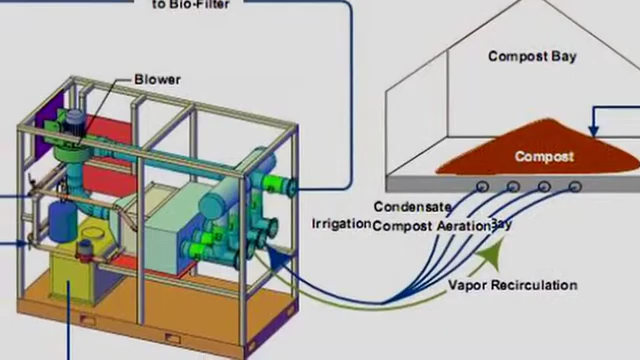 to Bio-Filter
Blower
Compost Bay
Compost
Condensate
Irrigation
Compost Aeration
Bay
Vapor Recirculation